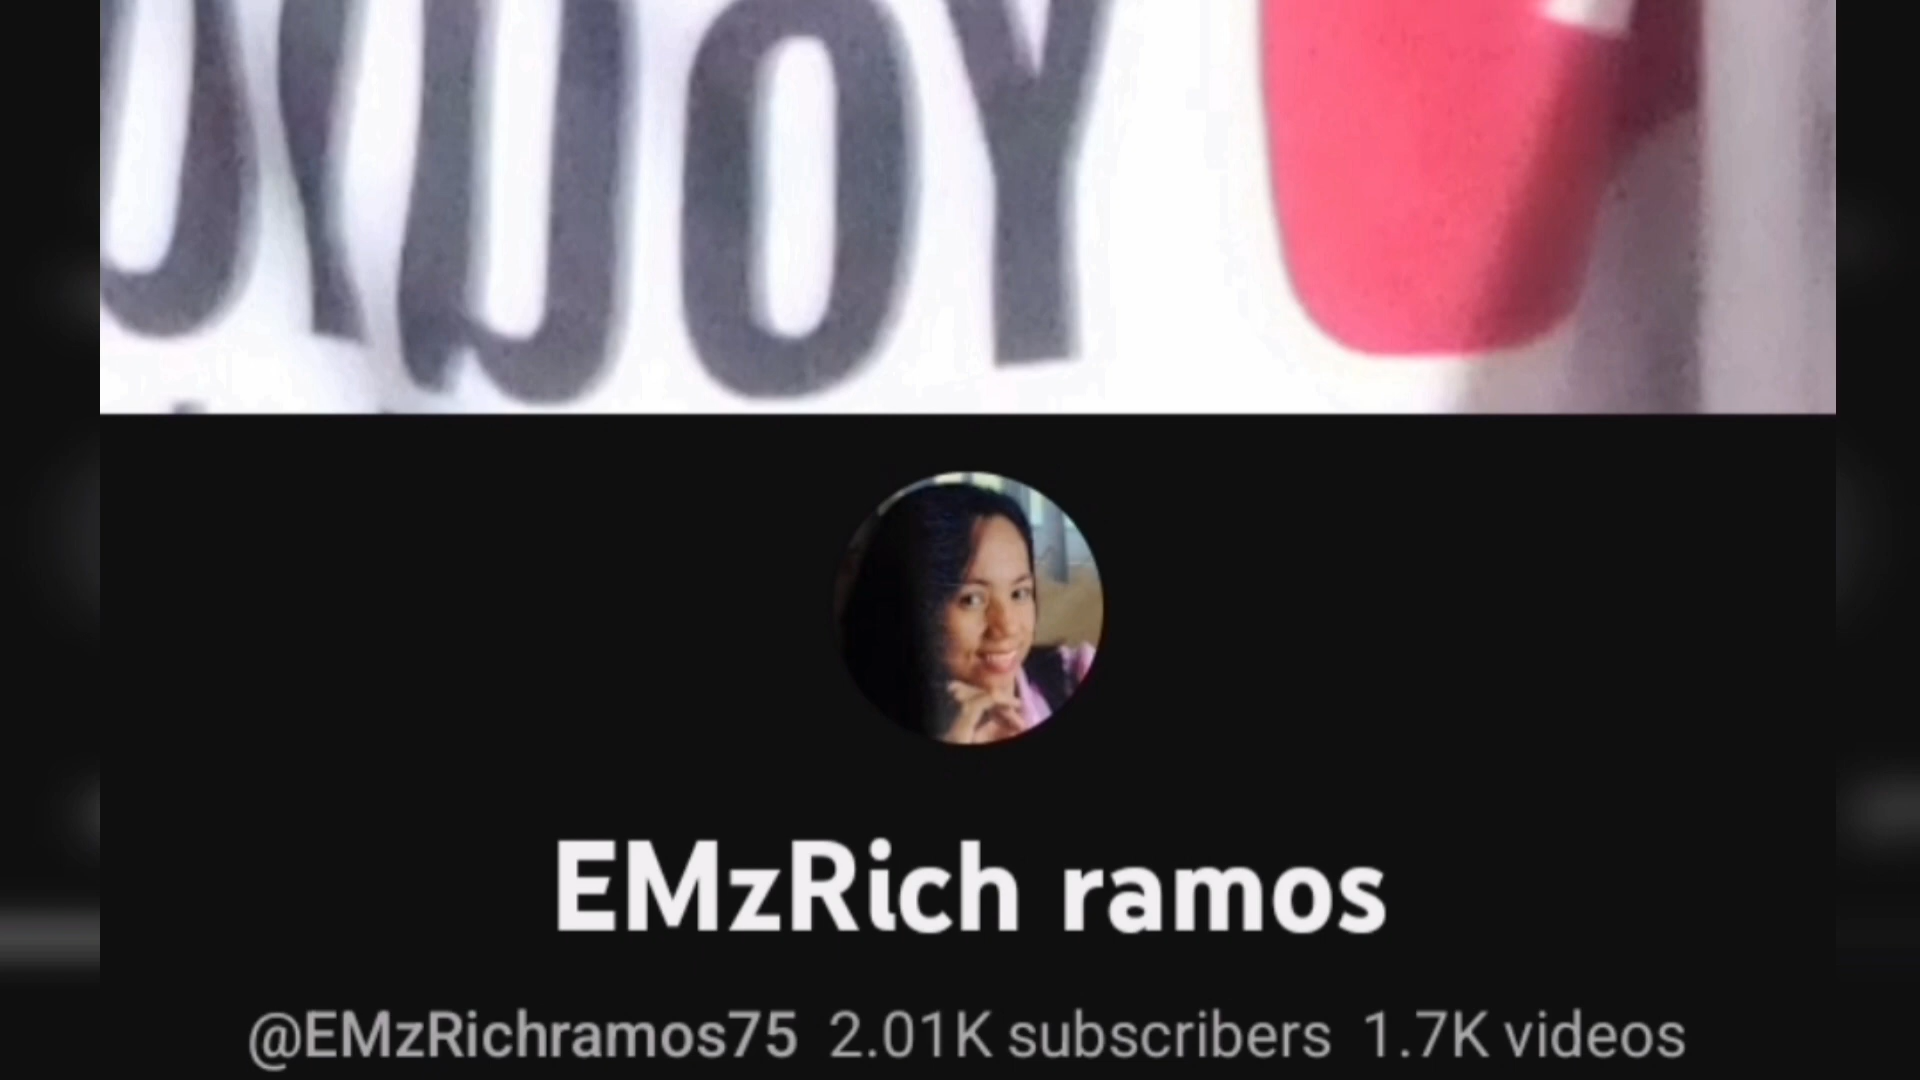 EMzRich ramos
@EMzRichramos75 2.01K subscribers 1.7K videos